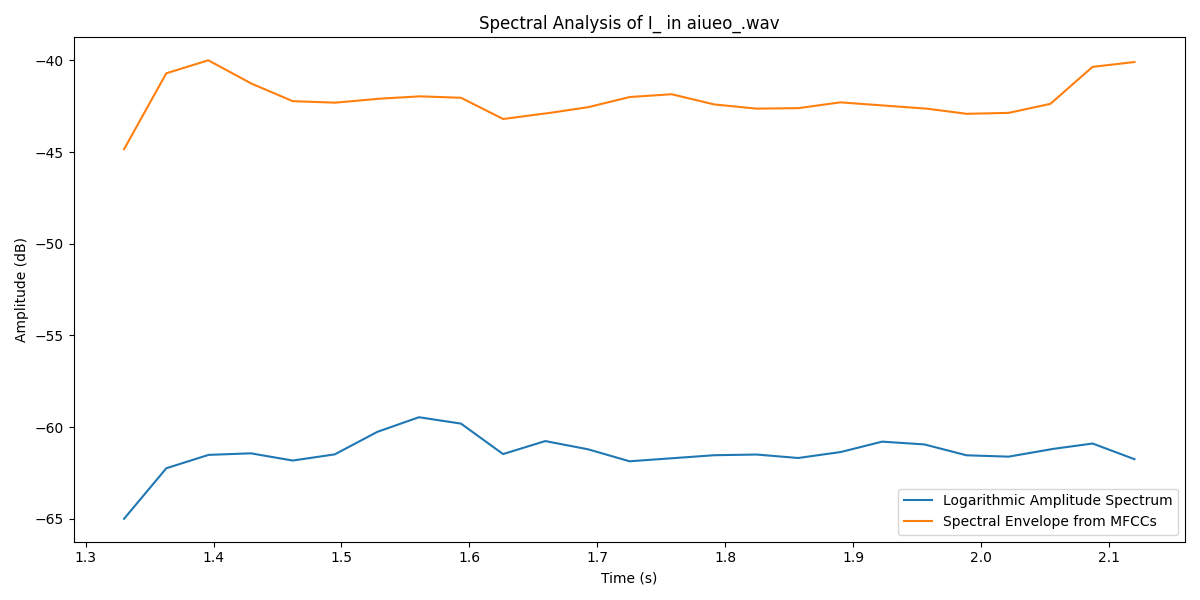 Spectral Analysis of I_ in aiueo_.wav
Amplitude (dB)
−40
−45
−50
−55
−60
−65
Logarithmic Amplitude Spectrum
Spectral Envelope from MFCCs
1.3 1.4 1.5 1.6 1.7 1.8 1.9 2.0 2.1
Time (s)